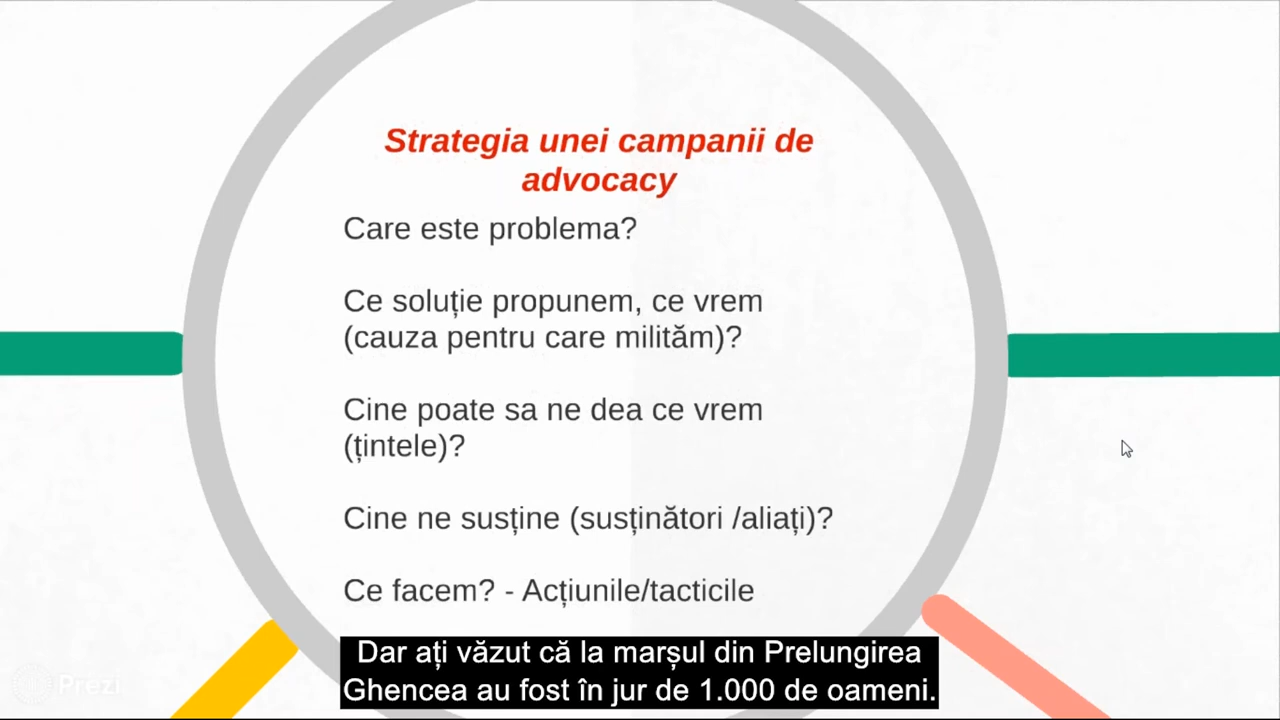 Strategia unei campanii de
advocacy
Care este problema?
Ce soluție propunem, ce vrem
(cauza pentru care milităm)?
Cine poate sa ne dea ce vrem
(țintele)?
Cine ne susține (susținători /aliați)?
Ce facem? - Acțiunile/tacticile
Dar ați văzut că la marșul din Prelungirea
Ghencea au fost în jur de 1.000 de oameni.
Prezi